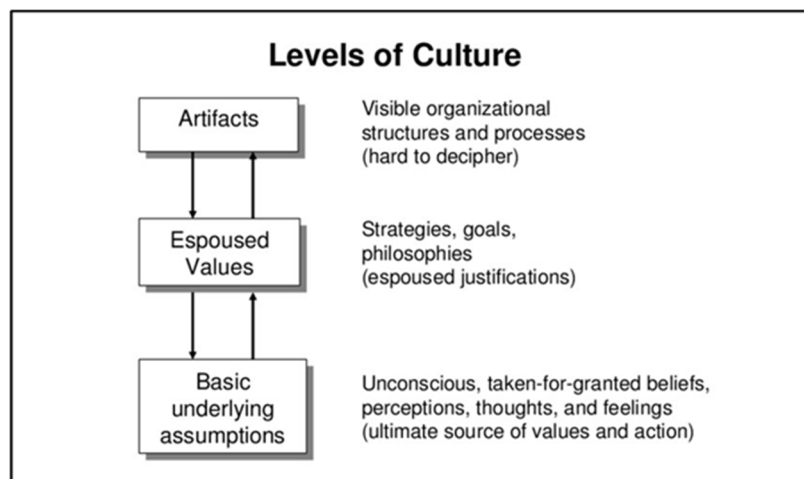 Levels of Culture
Artifacts
Visible organizational
structures and processes
(hard to decipher)
Espoused
Values
Strategies, goals,
philosophies
(espoused justifications)
Basic
underlying
assumptions
Unconscious, taken-for-granted beliefs,
perceptions, thoughts, and feelings
(ultimate source of values and action)